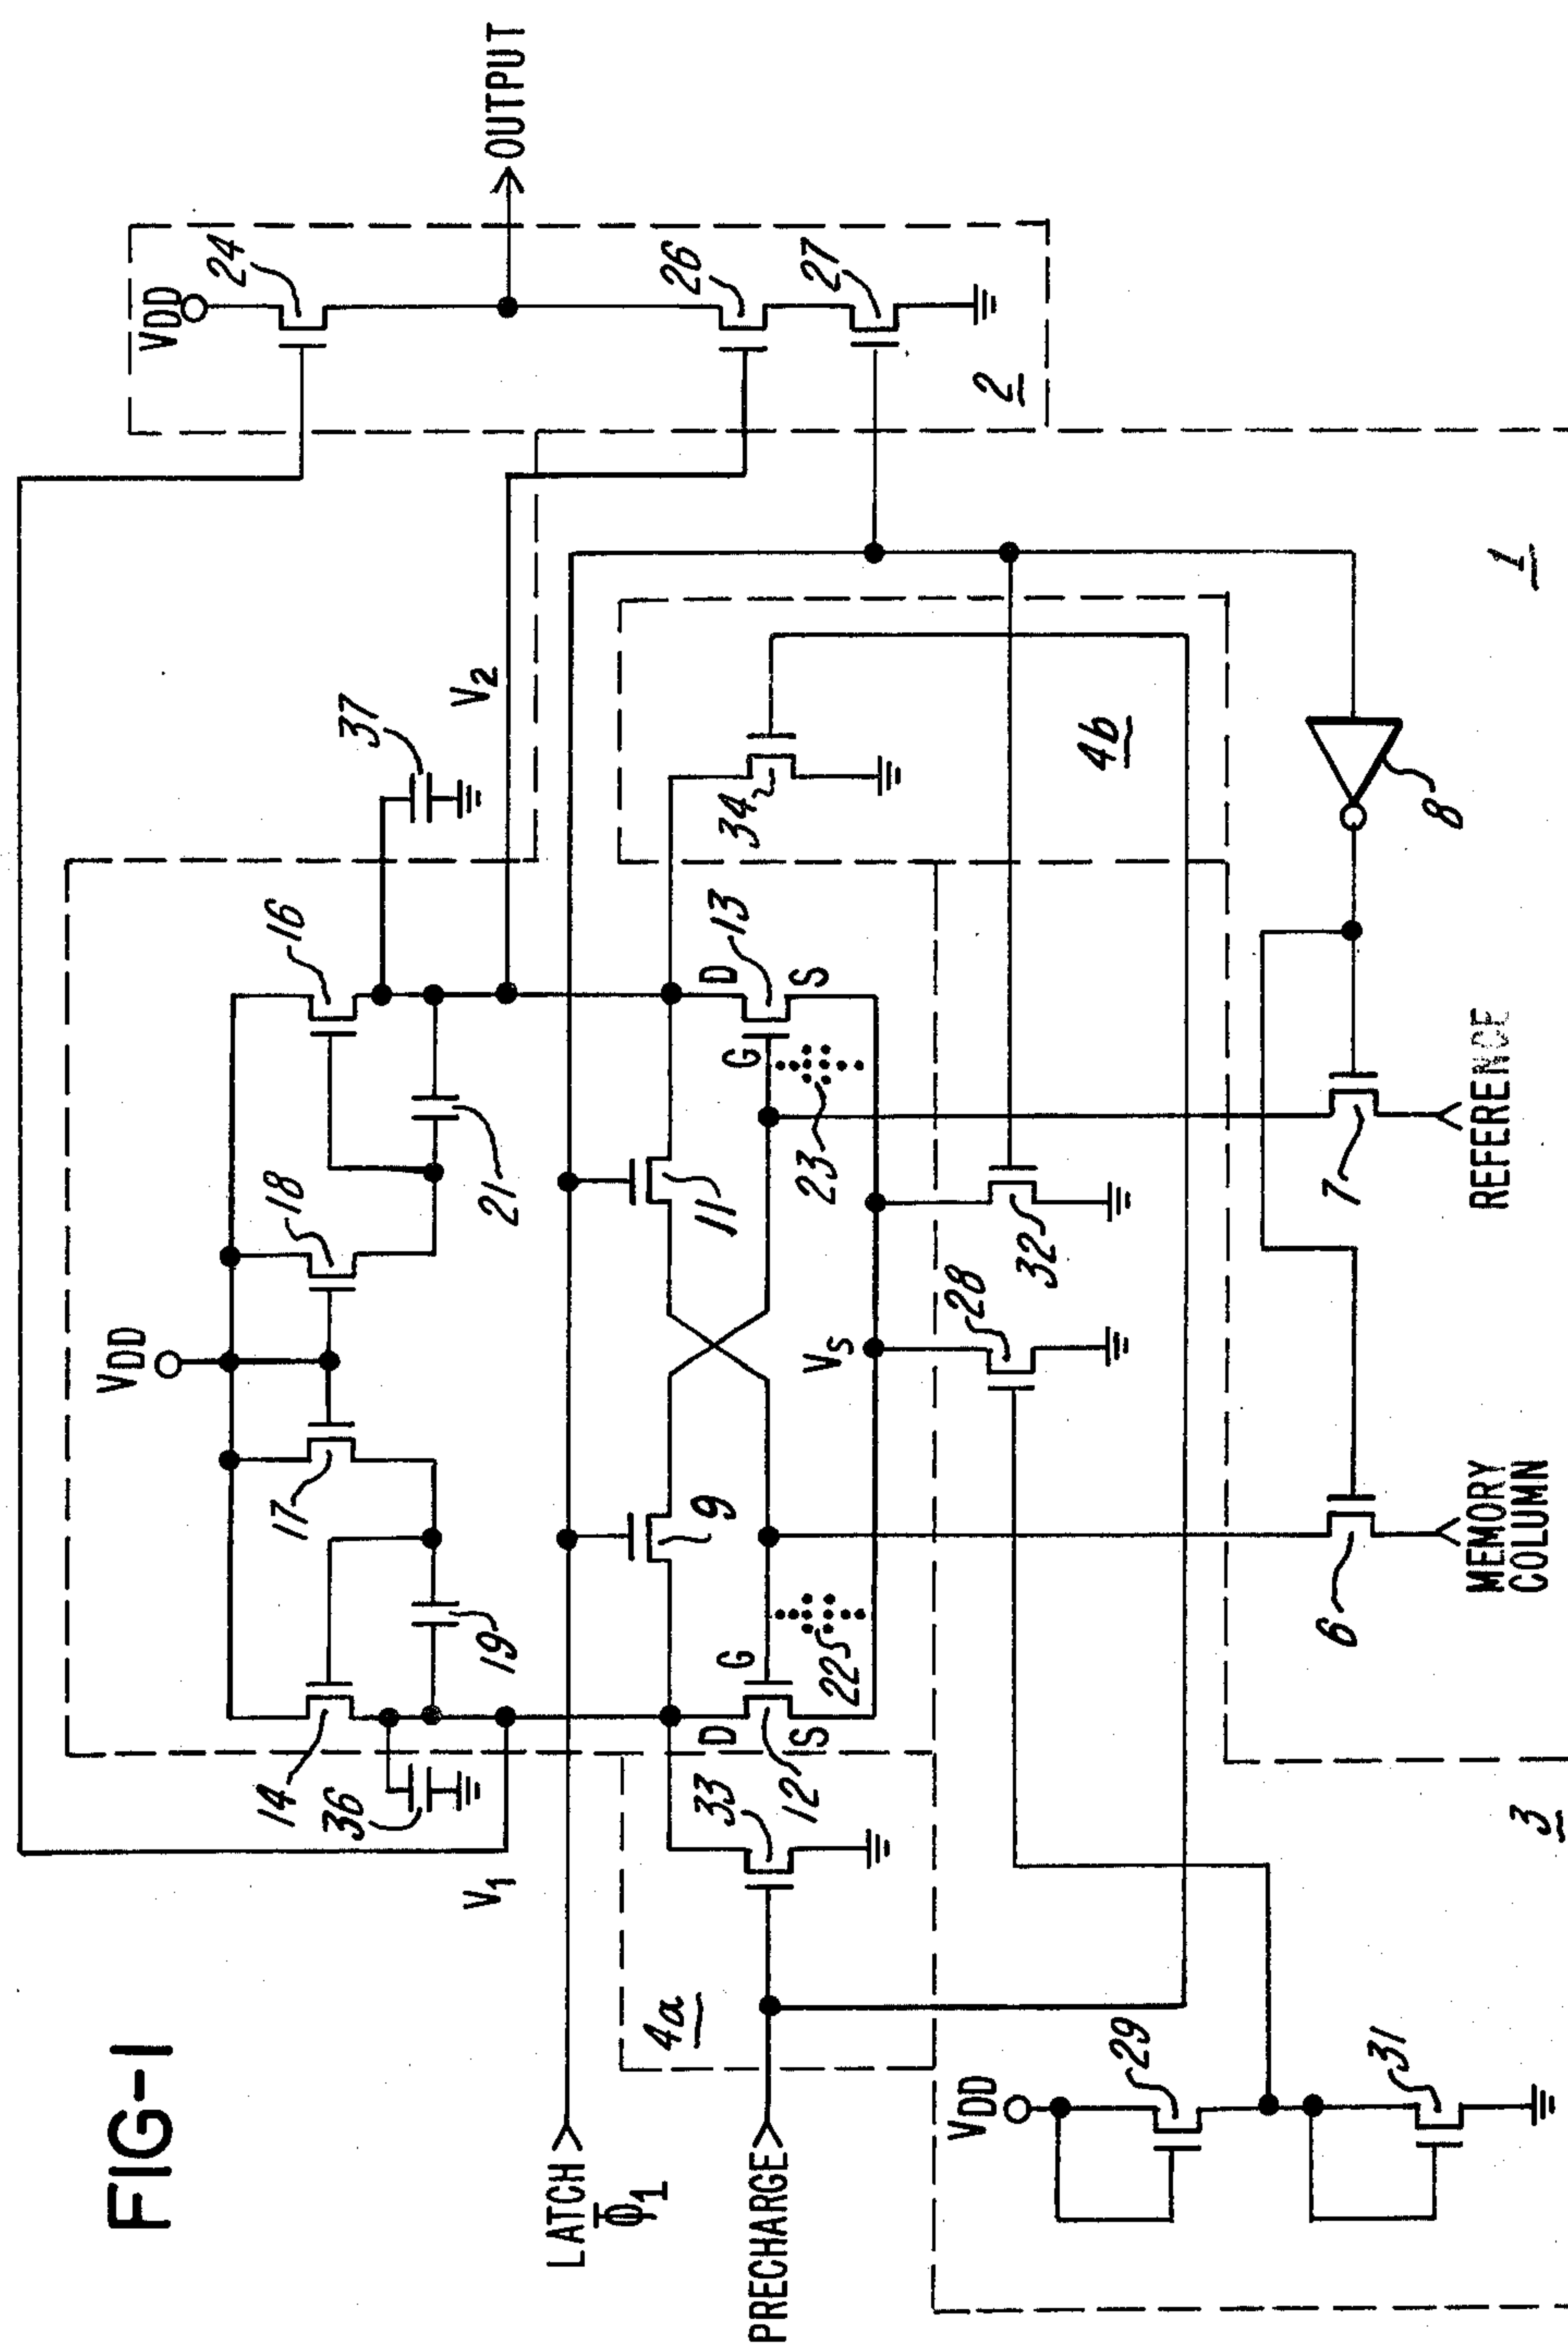 FIG-1
LATCH
Φ1
PRECHARGE
VDD
29
31
3
4a
V1
14
36
33
12
D
S
G
22
6
MEMORY
COLUMN
17
19
9
VDD
VS
28
32
18
21
11
23
7
REFERENCE
16
D
13
S
G
37
V2
34
4b
8
1
VDD
24
26
27
2
OUTPUT